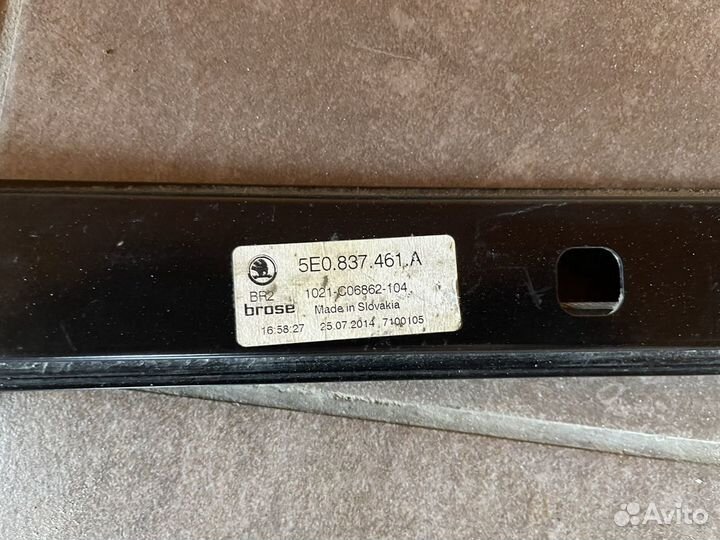 5E0.837.461.A
BR2 1021-C06862-104
brose Made in Slovakia
16:58:27 25.07.2014 7100105
Avito